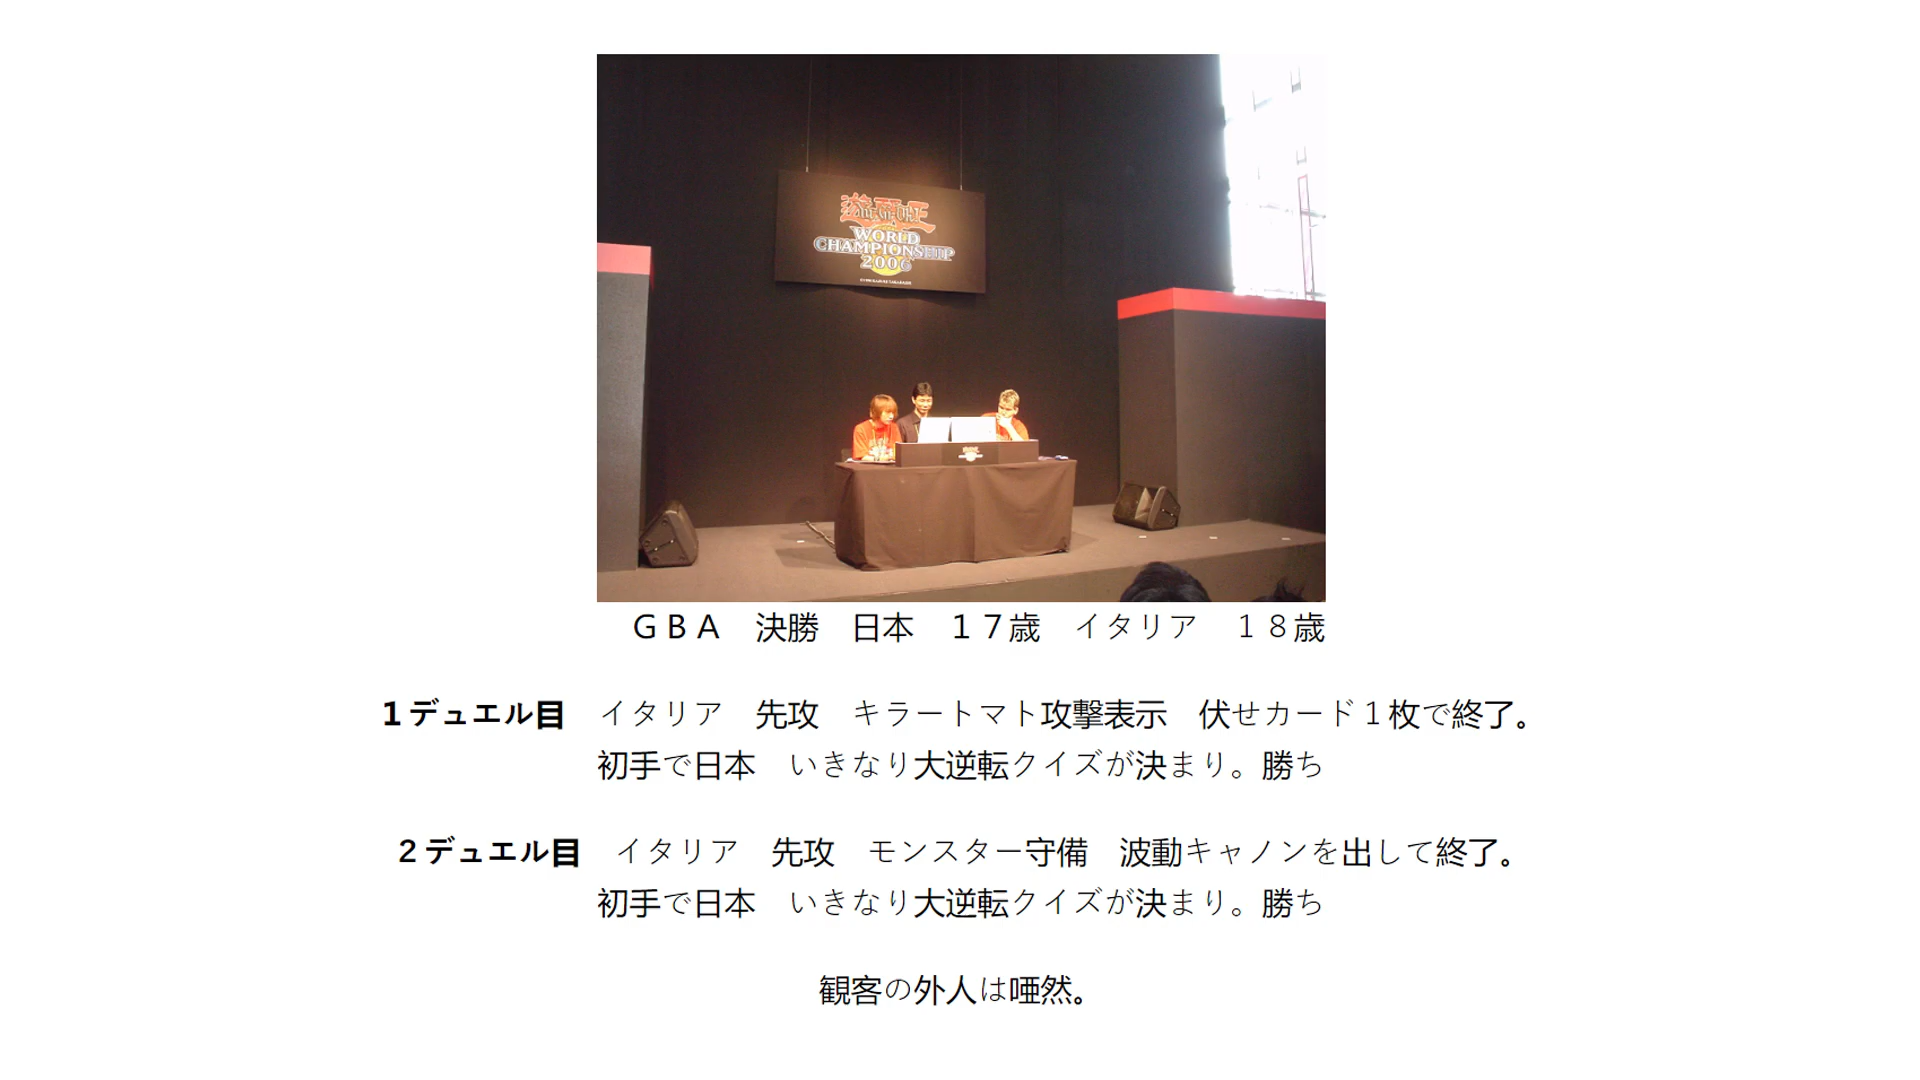 遊戯王
WORLD
CHAMPIONSHIP
2006
GBA　決勝　日本　17歳　イタリア　18歳
1デュエル目　イタリア　先攻　キラートマト攻撃表示　伏せカード1枚で終了。
初手で日本　いきなり大逆転クイズが決まり。勝ち
2デュエル目　イタリア　先攻　モンスター守備　波動キャノンを出して終了。
初手で日本　いきなり大逆転クイズが決まり。勝ち
観客の外人は唖然。